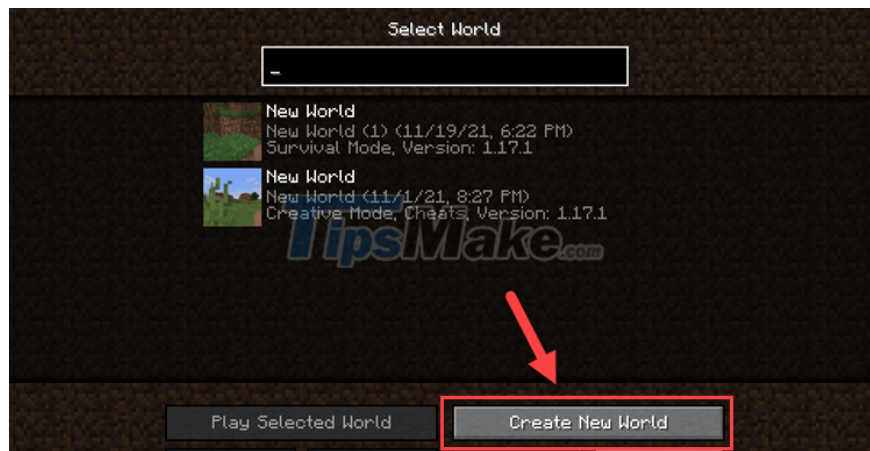 Select World
_
New World
New World (1) (11/19/21, 6:22 PM)
Survival Mode, Version: 1.17.1
New World
New World (11/1/21, 8:27 PM)
Creative Mode, Cheats, Version: 1.17.1
TipsMake.com
Play Selected World
Create New World